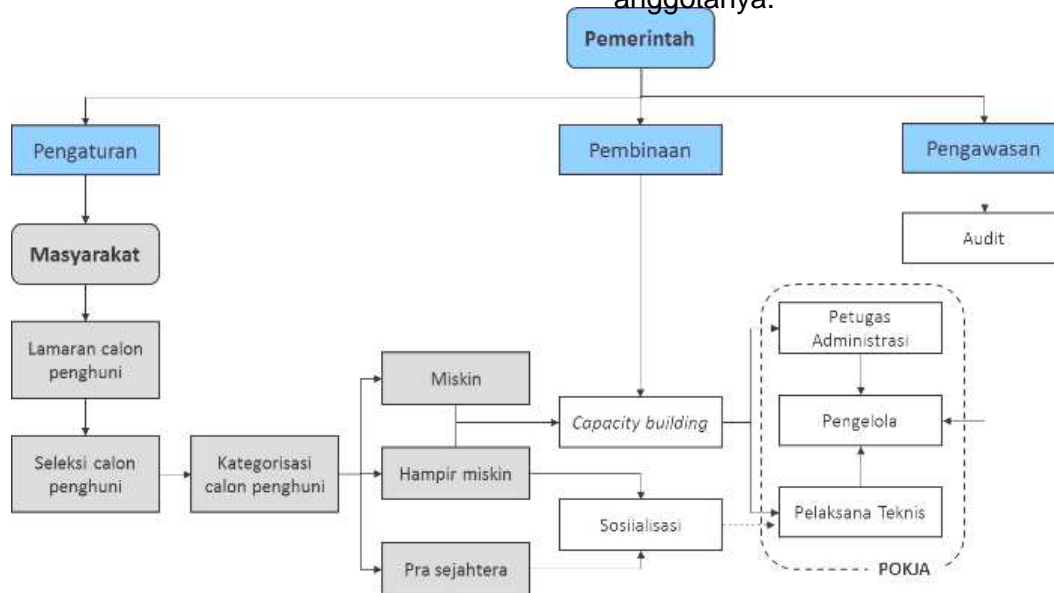 anggotanya.
Pemerintah
Pengaturan
Pembinaan
Pengawasan
Masyarakat
Audit
Lamaran calon
penghuni
Petugas
Administrasi
Miskin
Capacity building
Pengelola
Seleksi calon
penghuni
Kategorisasi
calon penghuni
Hampir miskin
Sosiialisasi
Pelaksana Teknis
Pra sejahtera
POKJA